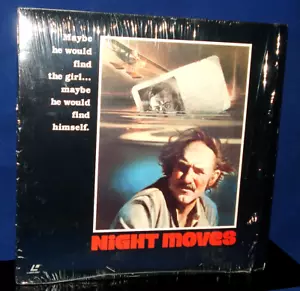 Maybe
he would
find
the girl...
maybe
he would
find
himself.
NIGHT MOVES